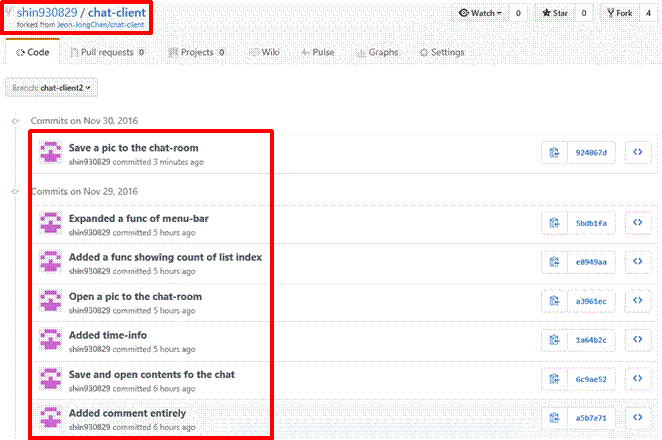 shin930829 / chat-client
Watch 0 Star 0 Fork 4
forked from Jeon-JongChan/chat-client
Code Pull requests 0 Projects 0 Wiki Pulse Graphs Settings
Branch: chat-client2
Commits on Nov 30, 2016
Save a pic to the chat-room
shin930829 committed 3 minutes ago
924067d
Commits on Nov 29, 2016
Expanded a func of menu-bar
shin930829 committed 5 hours ago
5bdb1fa
Added a func showing count of list index
shin930829 committed 5 hours ago
e8949aa
Open a pic to the chat-room
shin930829 committed 5 hours ago
a3961ec
Added time-info
shin930829 committed 5 hours ago
1a64b2c
Save and open contents fo the chat
shin930829 committed 6 hours ago
6c9ae52
Added comment entirely
shin930829 committed 6 hours ago
a5b7e71